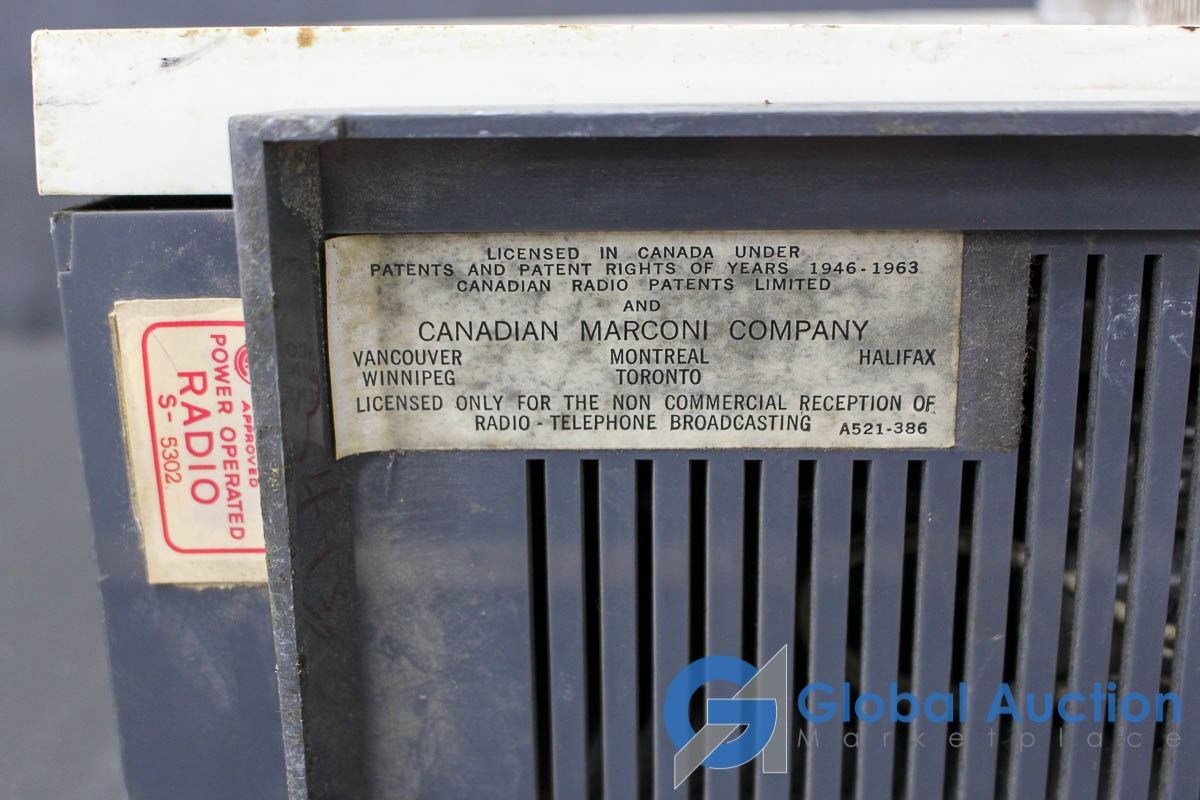 LICENSED IN CANADA UNDER
PATENTS AND PATENT RIGHTS OF YEARS 1946-1963
CANADIAN RADIO PATENTS LIMITED
AND
CANADIAN MARCONI COMPANY
VANCOUVER MONTREAL HALIFAX
WINNIPEG TORONTO
LICENSED ONLY FOR THE NON COMMERCIAL RECEPTION OF
RADIO - TELEPHONE BROADCASTING A521-386
APPROVED
POWER OPERATED
RADIO
S- 5302
Global Auction
Marketplace